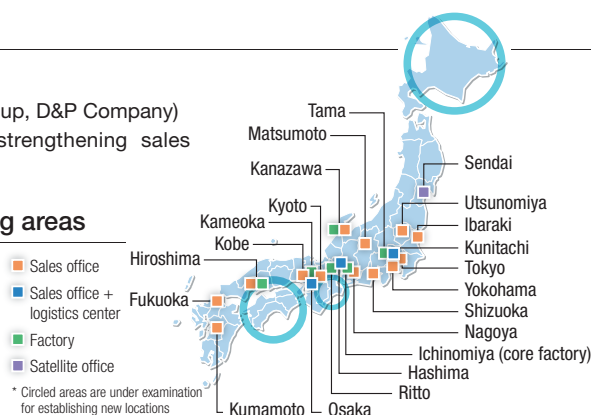 up, D&P Company)
strengthening sales
g areas
Sales office
Sales office +
logistics center
Factory
Satellite office
* Circled areas are under examination
for establishing new locations
Tama
Matsumoto
Kanazawa
Kyoto
Kameoka
Kobe
Hiroshima
Fukuoka
Sendai
Utsunomiya
Ibaraki
Kunitachi
Tokyo
Yokohama
Shizuoka
Nagoya
Ichinomiya (core factory)
Hashima
Ritto
Kumamoto
Osaka